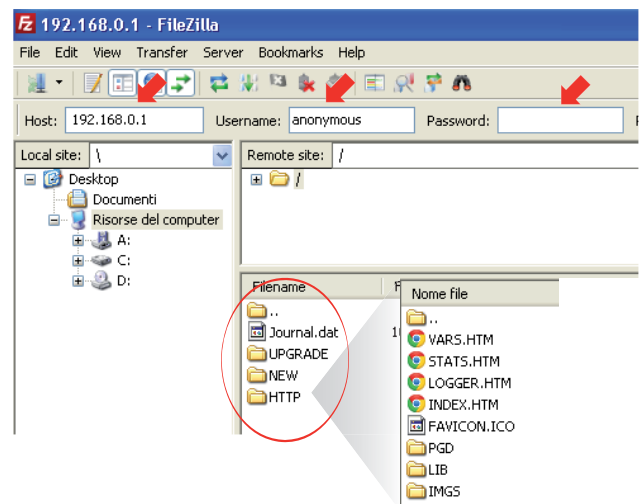 192.168.0.1 - FileZilla
File Edit View Transfer Server Bookmarks Help
Host: 192.168.0.1 Username: anonymous Password:
Local site: \
Remote site: /
Desktop
Documenti
Risorse del computer
A:
C:
D:
/
Filename
..
Journal.dat
UPGRADE
NEW
HTTP
Nome file
..
VARS.HTM
STATS.HTM
LOGGER.HTM
INDEX.HTM
FAVICON.ICO
PGD
LIB
IMGS